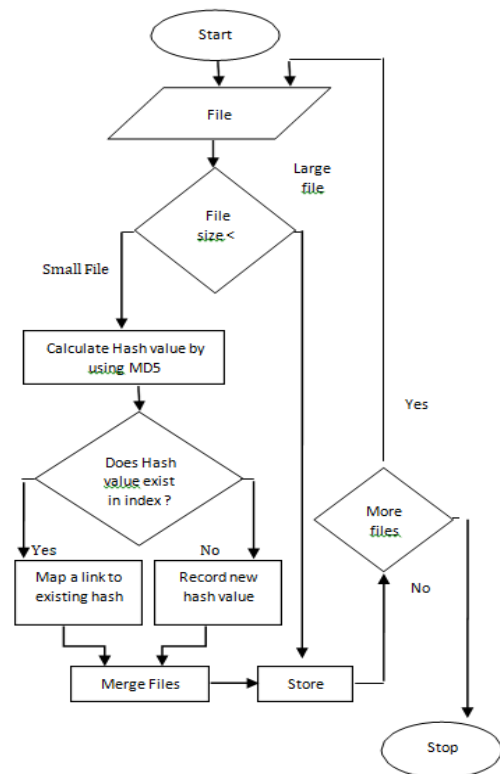 Start
File
Large
file
File
size <
Small File
Calculate Hash value by
using MD5
Yes
Does Hash
value exist
in index ?
More
files
Yes
No
No
Map a link to
existing hash
Record new
hash value
Merge Files
Store
Stop